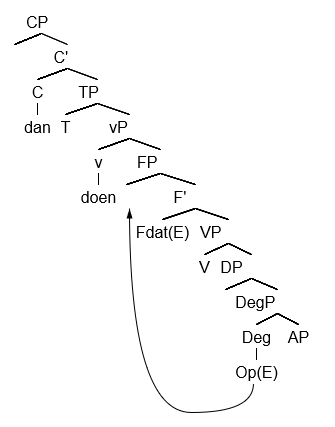 CP
C'
C TP
dan T vP
v FP
doen F'
Fdat(E) VP
V DP
DegP
Deg AP
Op(E)